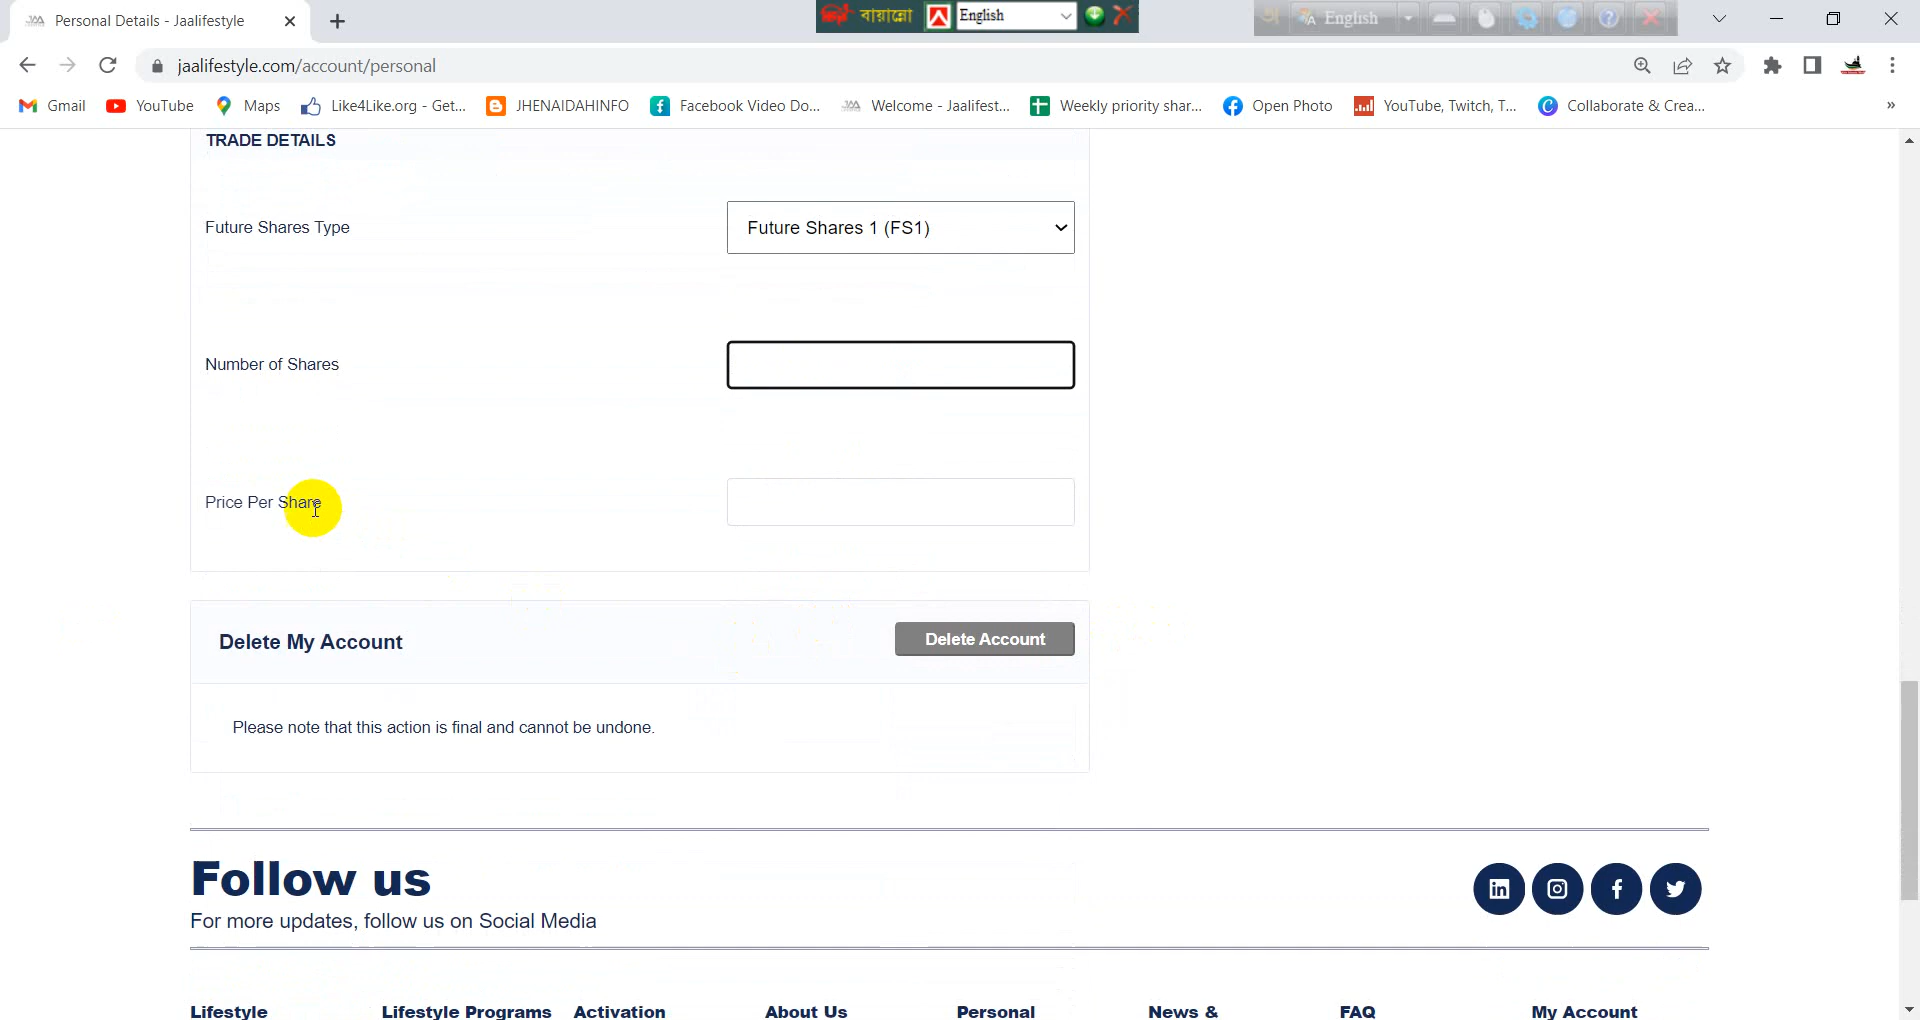 Personal Details - Jaalifestyle
বায়ান্নো English
English
jaalifestyle.com/account/personal
Gmail YouTube Maps Like4Like.org - Get... JHENAIDAHINFO Facebook Video Do... Welcome - Jaalifest... Weekly priority shar... Open Photo YouTube, Twitch, T... Collaborate & Crea... »
TRADE DETAILS
Future Shares Type Future Shares 1 (FS1)
Number of Shares
Price Per Share
Delete My Account Delete Account
Please note that this action is final and cannot be undone.
Follow us
For more updates, follow us on Social Media
Lifestyle Lifestyle Programs Activation About Us Personal News & FAQ My Account